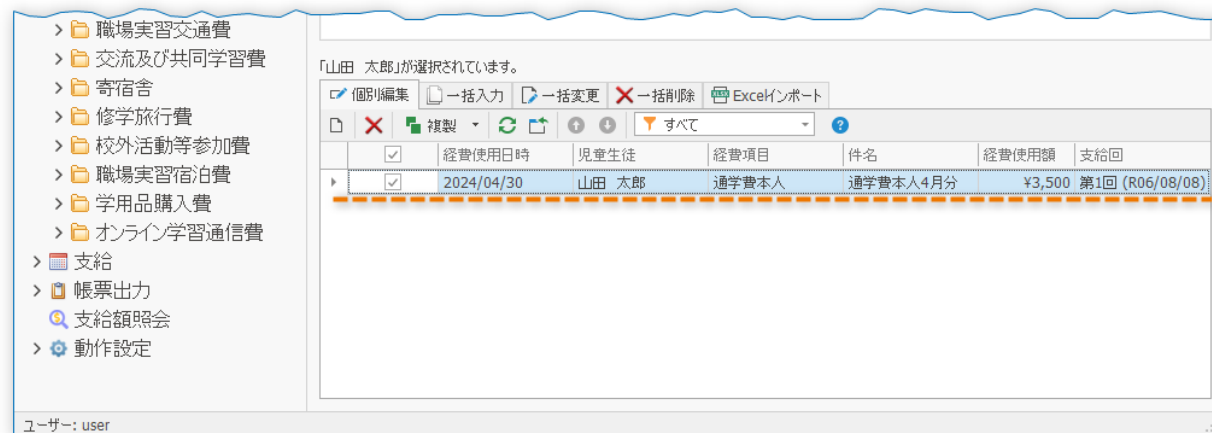 職場実習交通費
交流及び共同学習費
寄宿舎
修学旅行費
校外活動等参加費
職場実習宿泊費
学用品購入費
オンライン学習通信費
支給
帳票出力
支給額照会
動作設定
「山田 太郎」が選択されています。
個別編集 一括入力 一括変更 一括削除 XLSX Excelインポート
複製 すべて
経費使用日時 児童生徒 経費項目 件名 経費使用額 支給回
2024/04/30 山田 太郎 通学費本人 通学費本人4月分 ¥3,500 第1回 (R06/08/08)
ユーザー: user